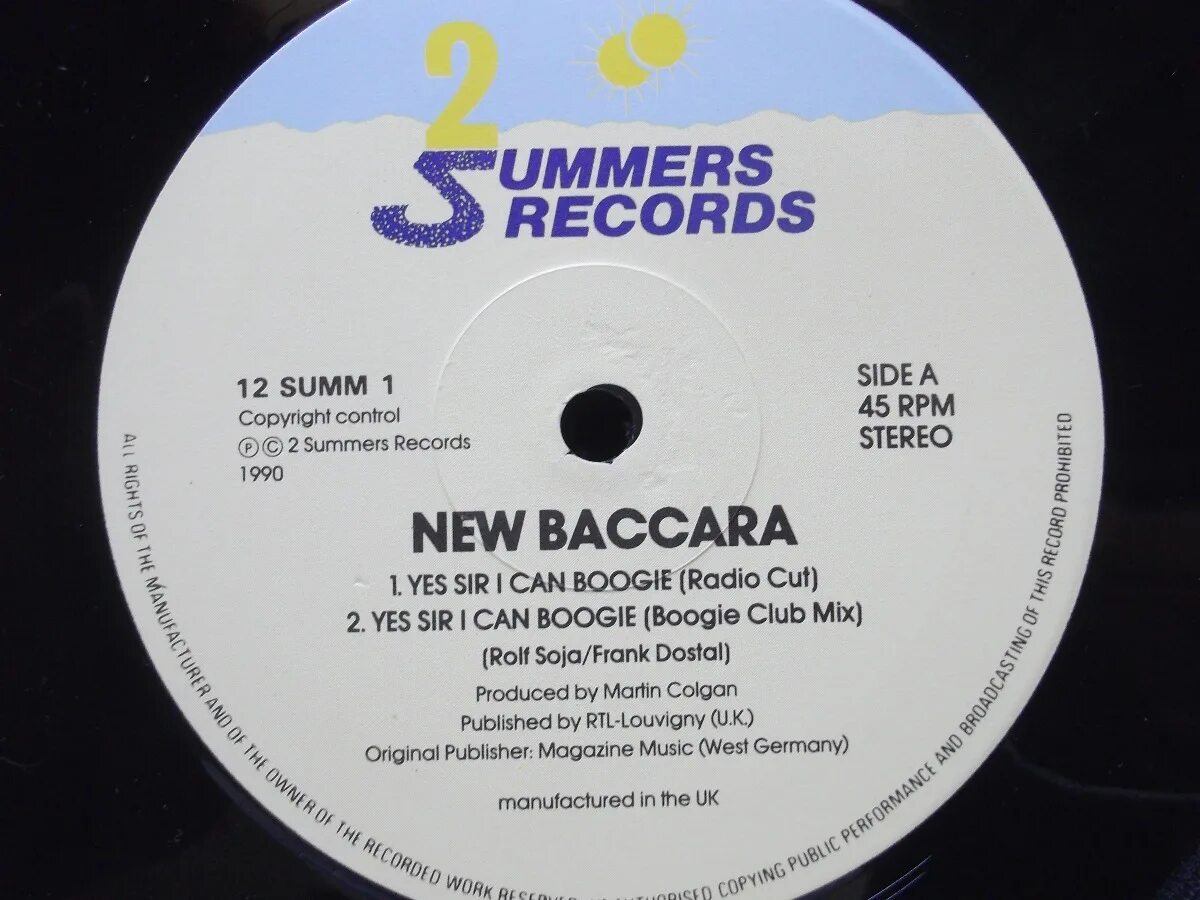 2
SUMMERS
RECORDS
12 SUMM 1
Copyright control
Ⓟ Ⓒ 2 Summers Records
1990
SIDE A
45 RPM
STEREO
NEW BACCARA
1. YES SIR I CAN BOOGIE (Radio Cut)
2. YES SIR I CAN BOOGIE (Boogie Club Mix)
(Rolf Soja/Frank Dostal)
Produced by Martin Colgan
Published by RTL-Louvigny (U.K.)
Original Publisher: Magazine Music (West Germany)
manufactured in the UK
ALL RIGHTS OF THE MANUFACTURER AND OF THE OWNER OF THE RECORDED WORK COPYING PUBLIC PERFORMANCE AND BROADCASTING OF THIS RECORD PROHIBITED